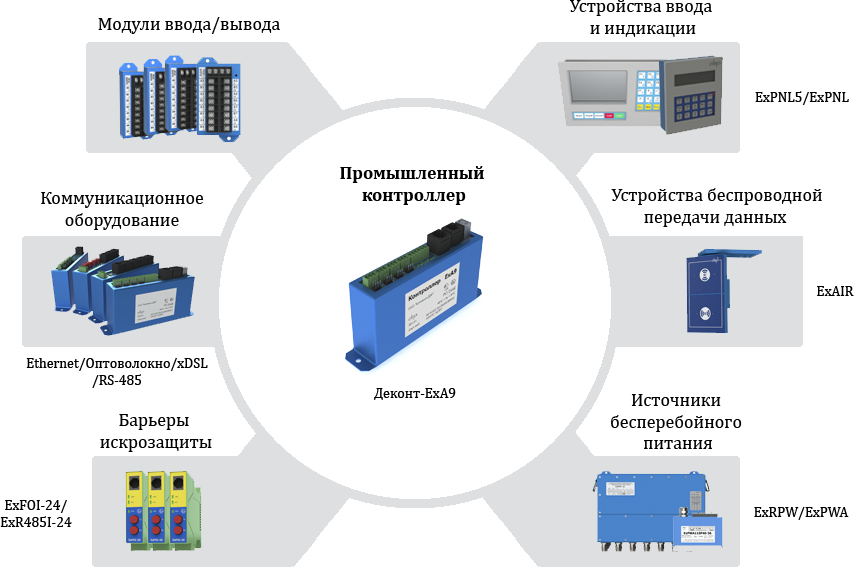 Модули ввода/вывода
Устройства ввода
и индикации
ExPNL5/ExPNL
Промышленный
контроллер
Коммуникационное
оборудование
Устройства беспроводной
передачи данных
Контроллер ExA9
ExAIR
Ethernet/Оптоволокно/xDSL
/RS-485
Деконт-ExA9
Барьеры
искрозащиты
Источники
бесперебойного
питания
ExFOI-24/
ExR485I-24
ExRPW/ExPWA